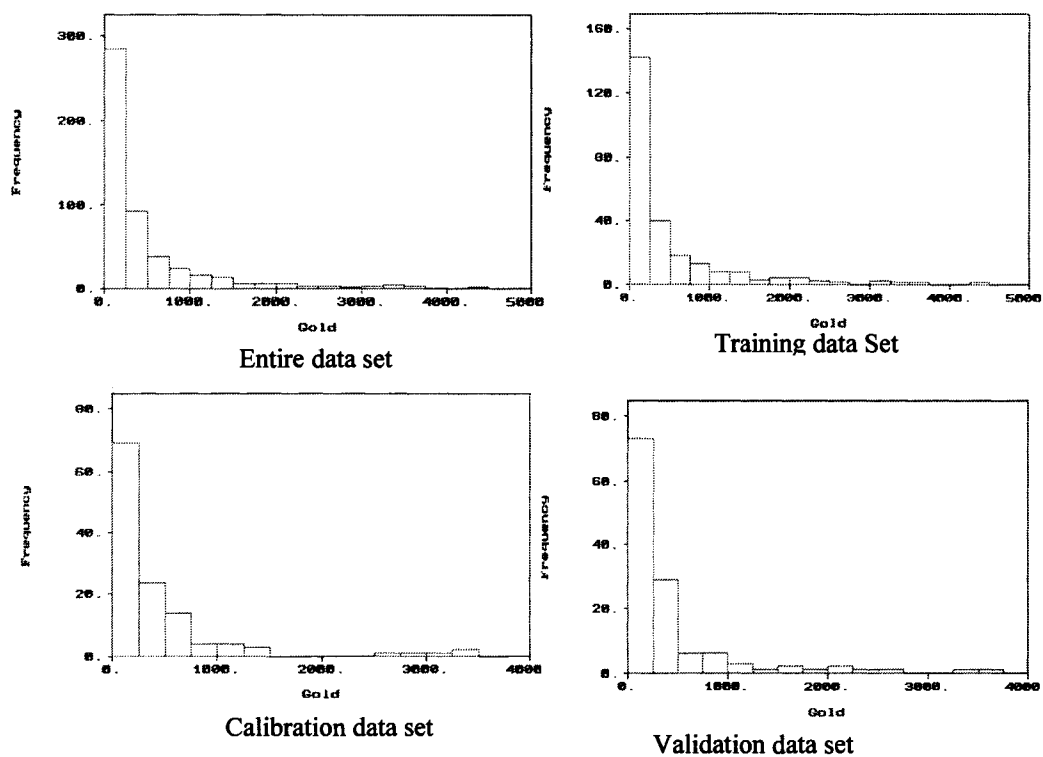 300.
200.
100.
0.
Frequency
0. 1000. 2000. 3000. 4000. 5000
Gold
Entire data set
160.
120.
80.
40.
0.
Frequency
0. 1000. 2000. 3000. 4000. 5000
Gold
Training data Set
80.
60.
40.
20.
0.
Frequency
0. 1000. 2000. 3000. 4000
Gold
Calibration data set
80.
60.
40.
20.
0.
Frequency
0. 1000. 2000. 3000. 4000
Gold
Validation data set